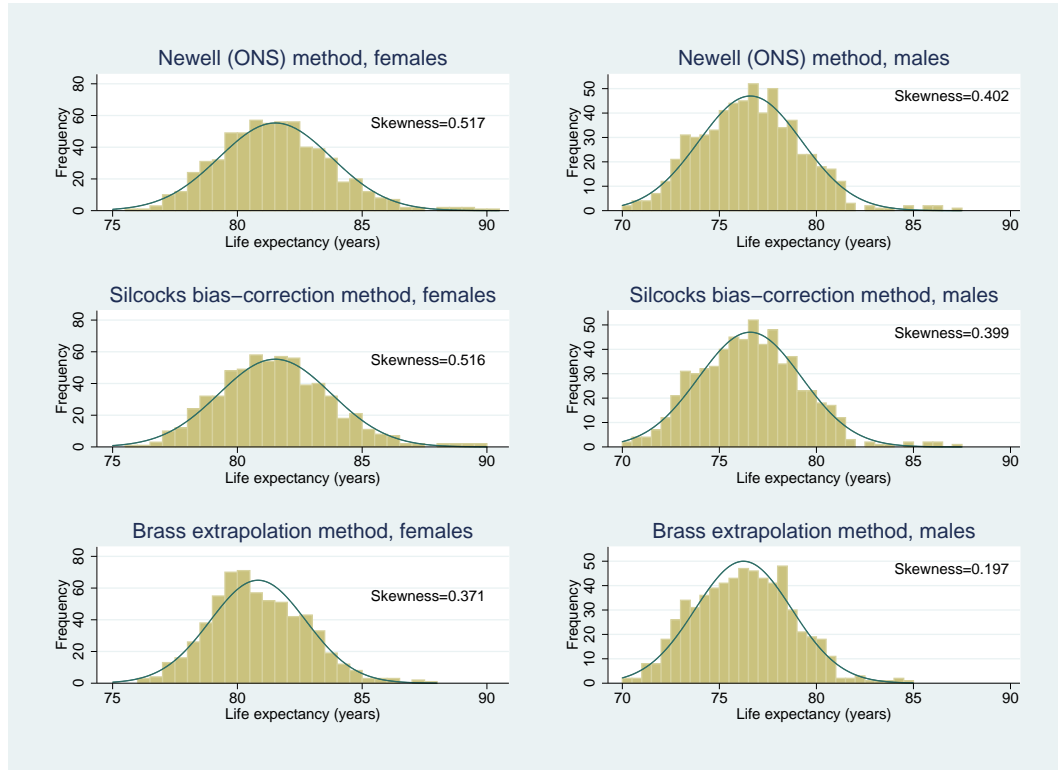 Newell (ONS) method, females
Skewness=0.517
Frequency
0 20 40 60 80
75 80 85 90
Life expectancy (years)
Newell (ONS) method, males
Skewness=0.402
Frequency
0 10 20 30 40 50
70 75 80 85 90
Life expectancy (years)
Silcocks bias−correction method, females
Skewness=0.516
Frequency
0 20 40 60 80
75 80 85 90
Life expectancy (years)
Silcocks bias−correction method, males
Skewness=0.399
Frequency
0 10 20 30 40 50
70 75 80 85 90
Life expectancy (years)
Brass extrapolation method, females
Skewness=0.371
Frequency
0 20 40 60 80
75 80 85 90
Life expectancy (years)
Brass extrapolation method, males
Skewness=0.197
Frequency
0 10 20 30 40 50
70 75 80 85 90
Life expectancy (years)